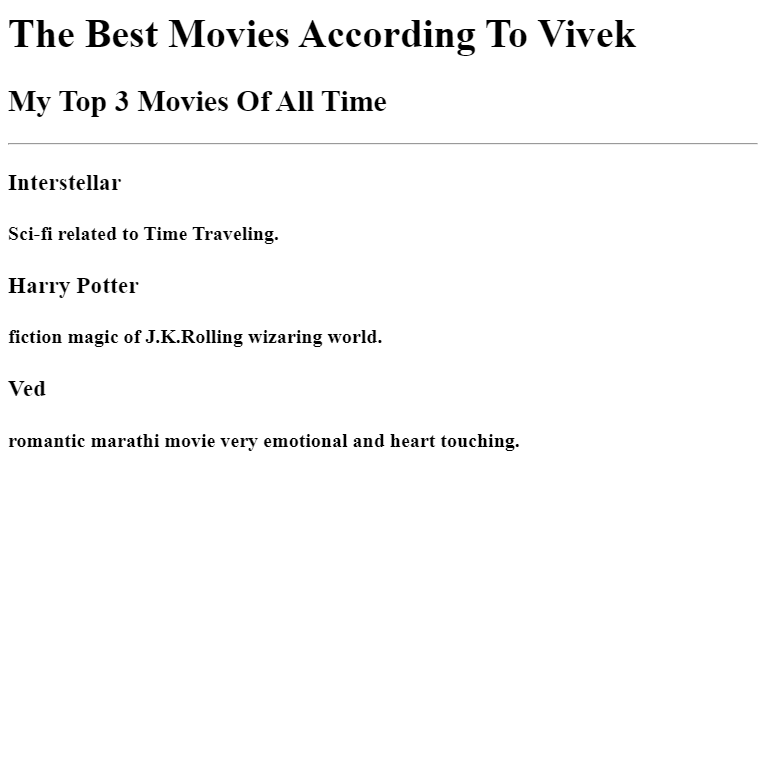 The Best Movies According To Vivek
My Top 3 Movies Of All Time
Interstellar
Sci-fi related to Time Traveling.
Harry Potter
fiction magic of J.K.Rolling wizaring world.
Ved
romantic marathi movie very emotional and heart touching.